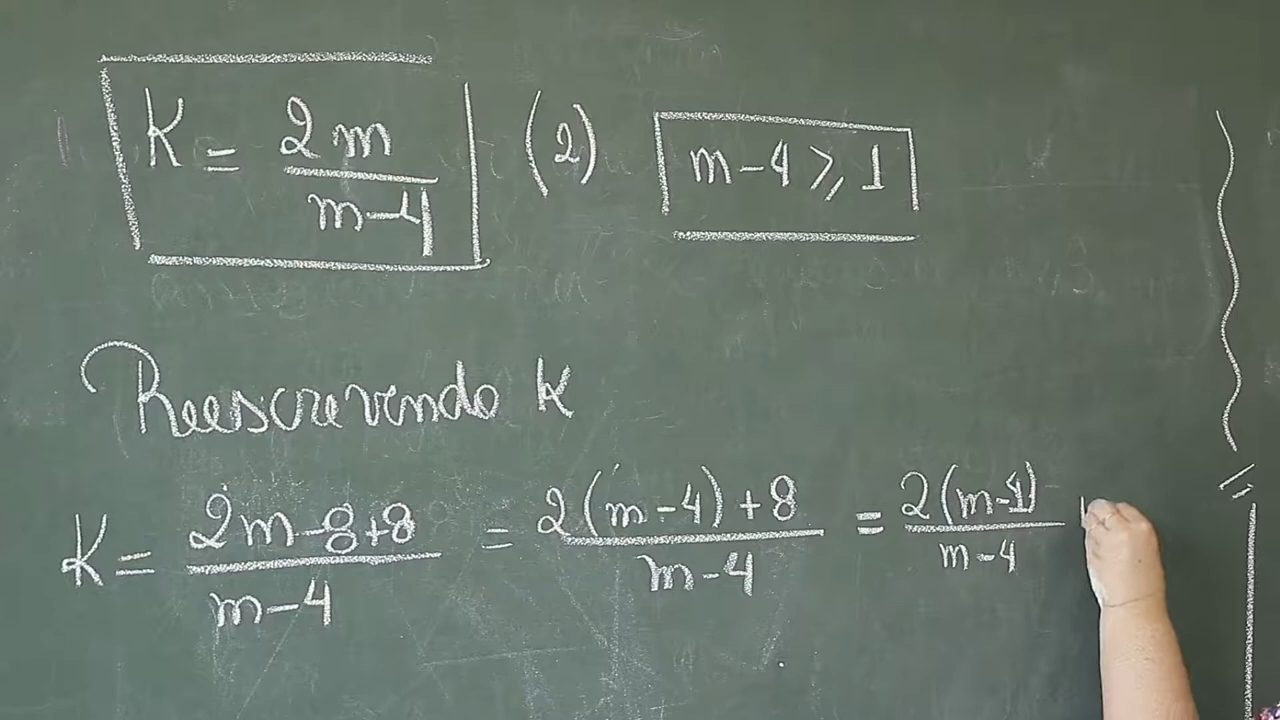 K = 2m / m-4 (2) m-4 ⩾ 1
Reescrevendo K
K = 2m-8+8 / m-4 = 2(m-4)+8 / m-4 = 2(m-4) / m-4